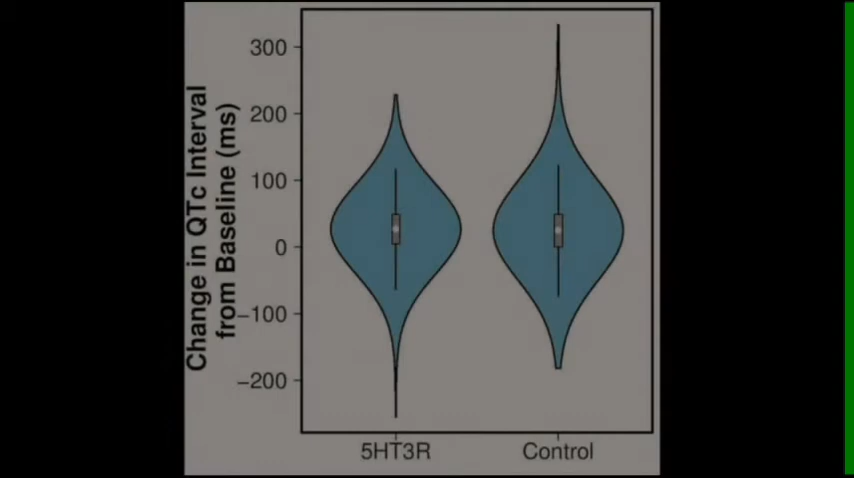 Change in QTc Interval
from Baseline (ms)
300
200
100
0
−100
−200
5HT3R
Control